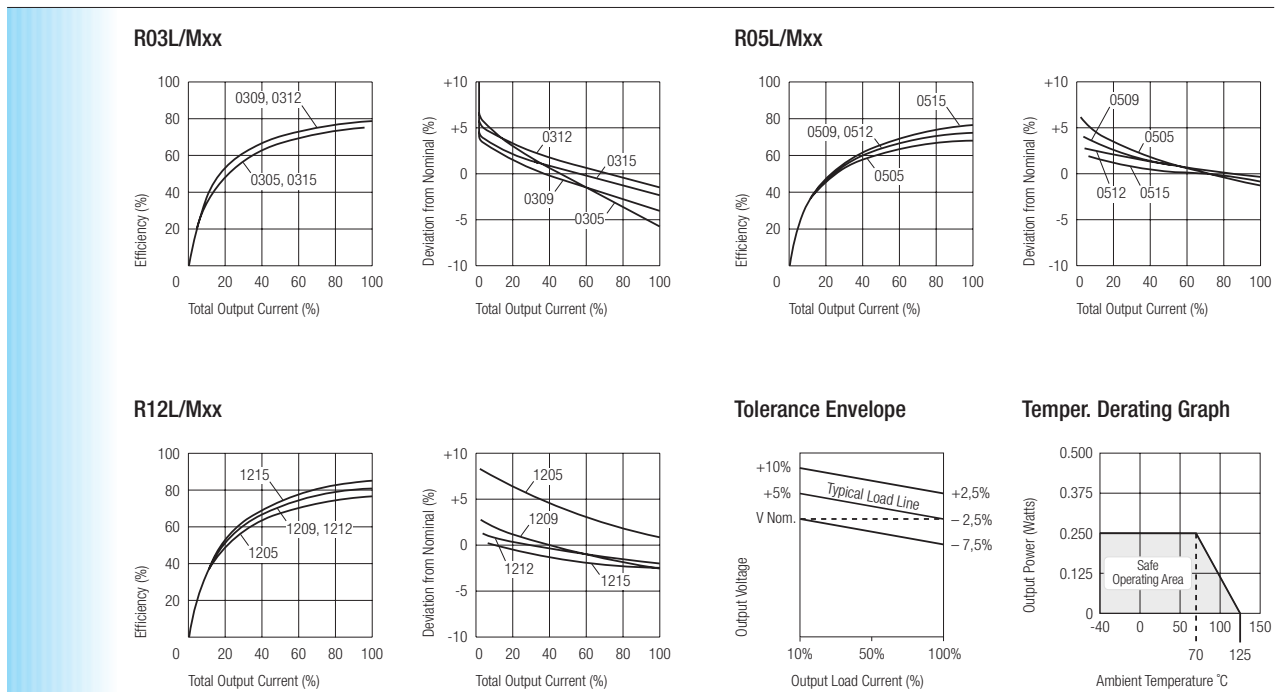 R03L/Mxx
R05L/Mxx
100
80
60
40
20
0
20 40 60 80 100
0309, 0312
0305, 0315
Efficiency (%)
Total Output Current (%)
+10
+5
0
-5
-10
0 20 40 60 80 100
0312
0315
0309
0305
Deviation from Nominal (%)
Total Output Current (%)
100
80
60
40
20
0
20 40 60 80 100
0515
0509, 0512
0505
Efficiency (%)
Total Output Current (%)
+10
+5
0
-5
-10
0 20 40 60 80 100
0509
0505
0512
0515
Deviation from Nominal (%)
Total Output Current (%)
R12L/Mxx
Tolerance Envelope
Temper. Derating Graph
100
80
60
40
20
0
20 40 60 80 100
1215
1209, 1212
1205
Efficiency (%)
Total Output Current (%)
+10
+5
0
-5
-10
0 20 40 60 80 100
1205
1209
1212
1215
Deviation from Nominal (%)
Total Output Current (%)
+10%
+5%
V Nom.
Typical Load Line
+2,5%
– 2,5%
– 7,5%
Output Voltage
10% 50% 100%
Output Load Current (%)
0.500
0.375
0.250
0.125
0
Safe
Operating Area
Output Power (Watts)
-40 0 50 100 150
70 125
Ambient Temperature ˚C